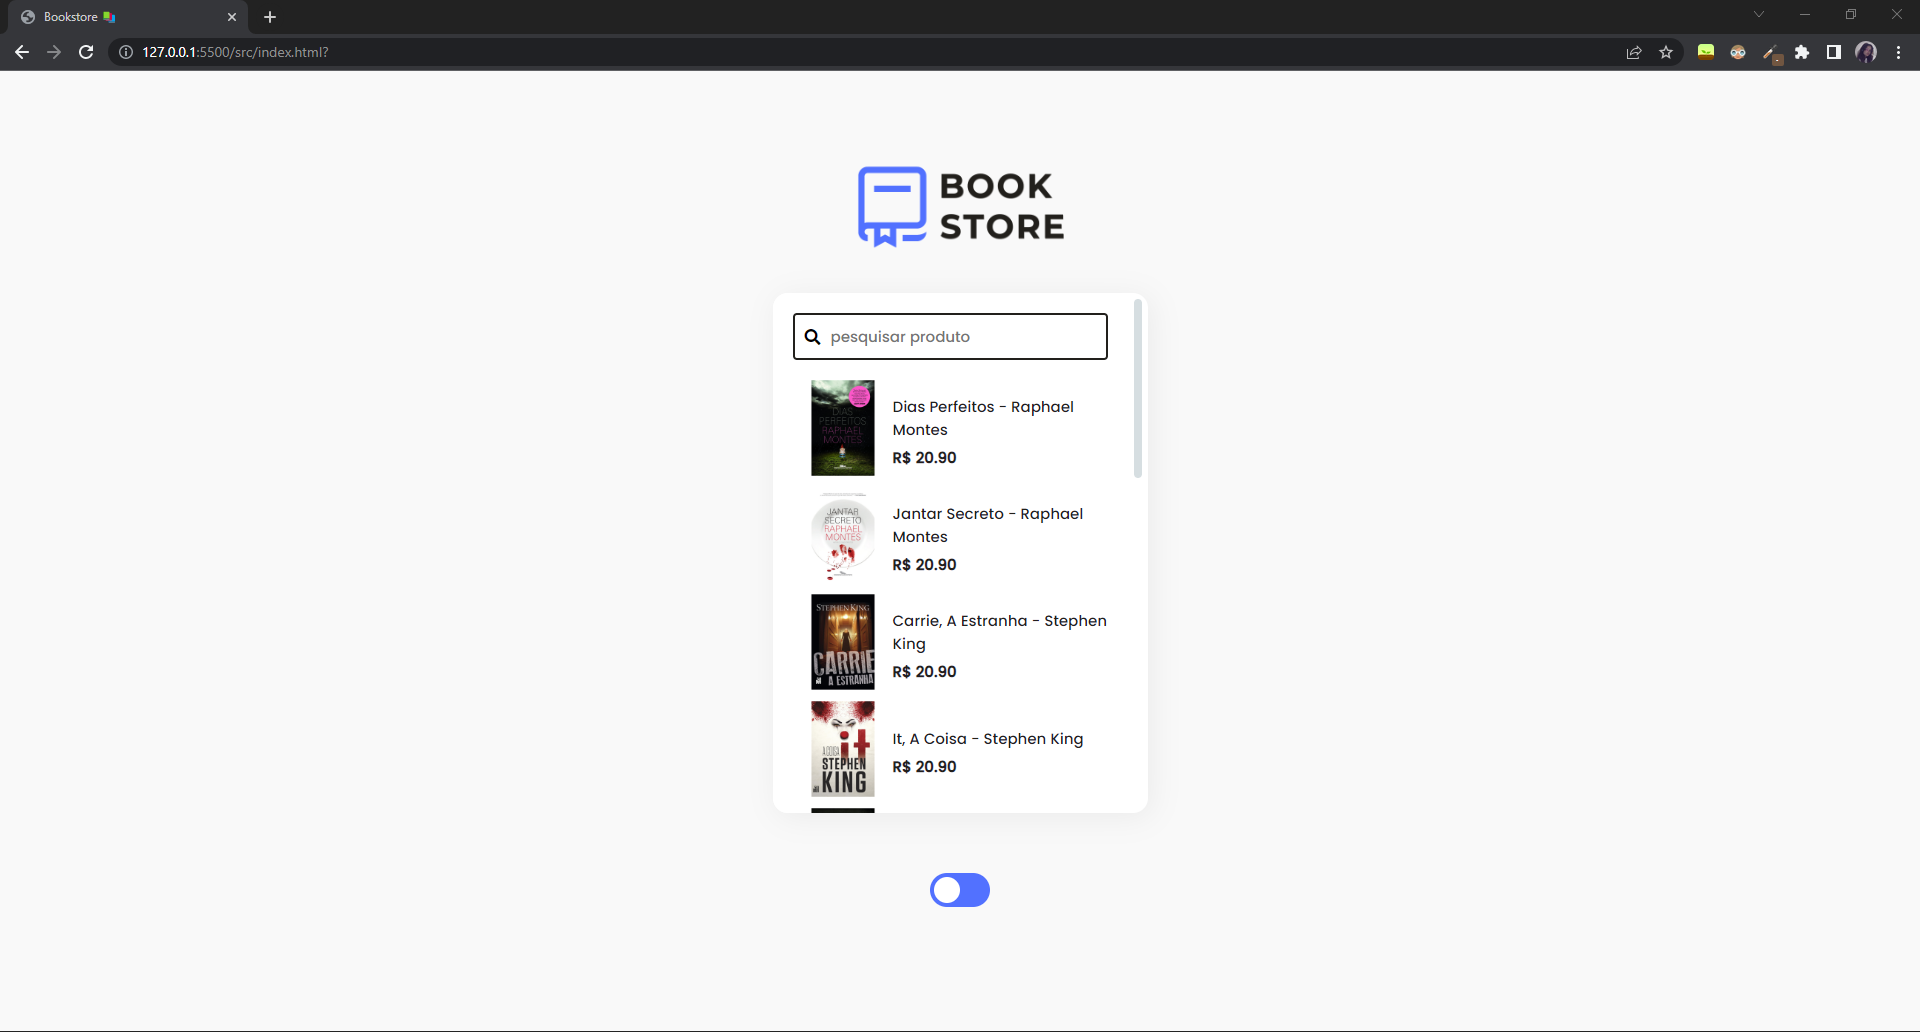 Bookstore
127.0.0.1:5500/src/index.html?
BOOK
STORE
pesquisar produto
DIAS
PERFEITOS
RAPHAEL
MONTES
Dias Perfeitos - Raphael
Montes
R$ 20.90
JANTAR
SECRETO
RAPHAEL
MONTES
Jantar Secreto - Raphael
Montes
R$ 20.90
STEPHEN KING
CARRIE
A ESTRANHA
Carrie, A Estranha - Stephen
King
R$ 20.90
A COISA
it
STEPHEN
KING
It, A Coisa - Stephen King
R$ 20.90